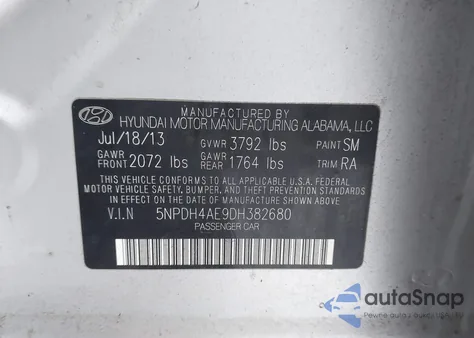 MANUFACTURED BY
HYUNDAI MOTOR MANUFACTURING ALABAMA, LLC
Jul/18/13 GVWR 3792 lbs PAINT SM
GAWR FRONT 2072 lbs GAWR REAR 1764 lbs TRIM RA
THIS VEHICLE CONFORMS TO ALL APPLICABLE U.S.A. FEDERAL
MOTOR VEHICLE SAFETY, BUMPER, AND THEFT PREVENTION
STANDARDS IN EFFECT ON THE DATE OF MANUFACTURE SHOWN ABOVE.
V.I.N 5NPDH4AE9DH382680
PASSENGER CAR
autoSnap
Pewne auto z